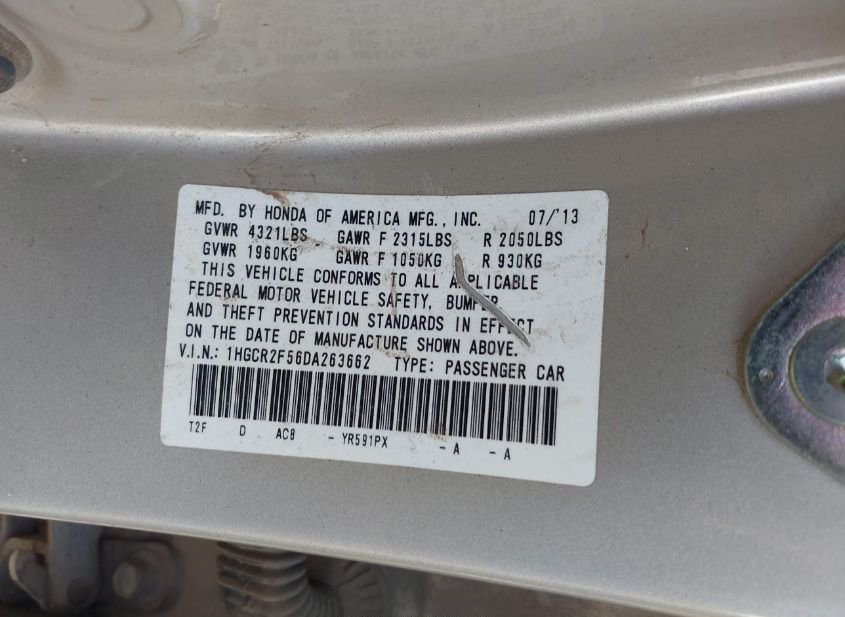 MFD. BY HONDA OF AMERICA MFG., INC. 07/'13
GVWR 4321LBS GAWR F 2315LBS R 2050LBS
GVWR 1960KG GAWR F 1050KG R 930KG
THIS VEHICLE CONFORMS TO ALL APPLICABLE
FEDERAL MOTOR VEHICLE SAFETY, BUMPER
AND THEFT PREVENTION STANDARDS IN EFFECT
ON THE DATE OF MANUFACTURE SHOWN ABOVE.
V.I.N.: 1HGCR2F56DA263662 TYPE: PASSENGER CAR
T2F D AC8 - YR591PX - A - A